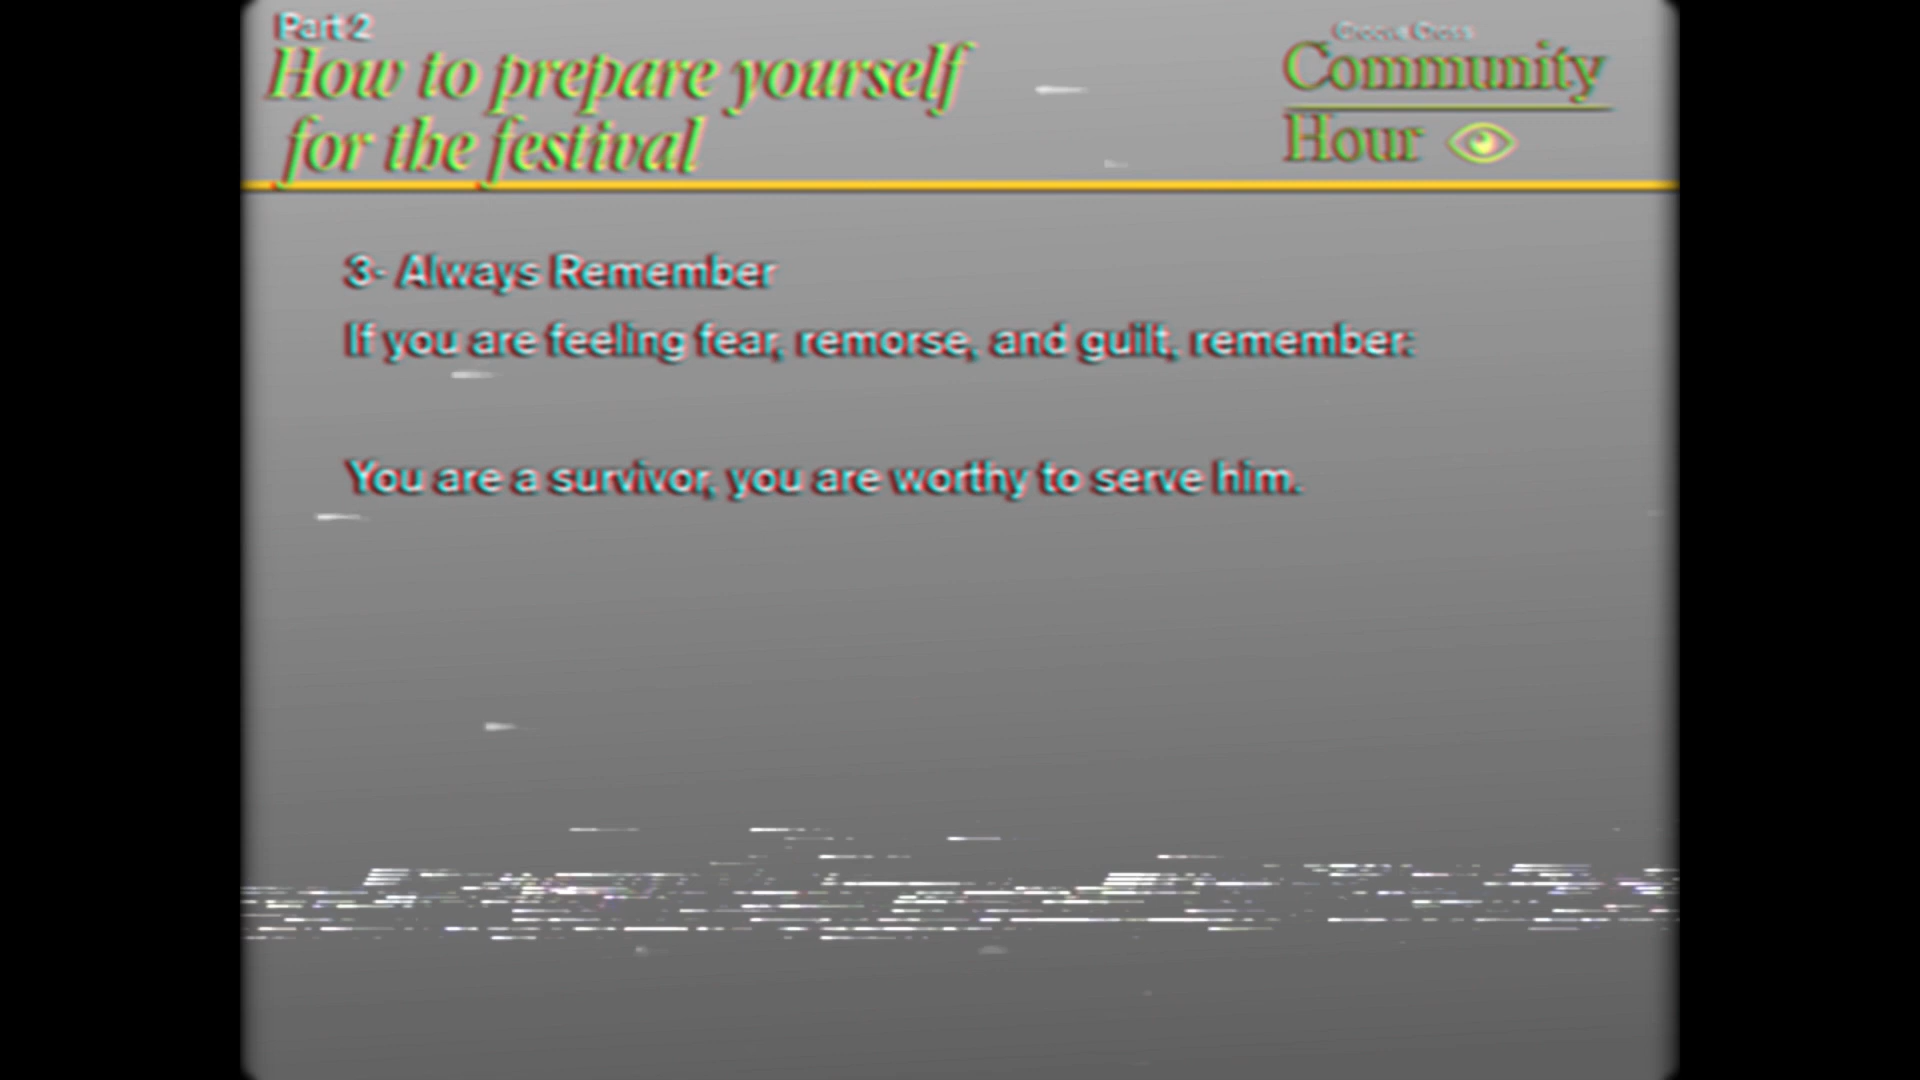 Part 2
How to prepare yourself
for the festival
Community
Hour
3- Always Remember
If you are feeling fear, remorse, and guilt, remember:
You are a survivor, you are worthy to serve him.